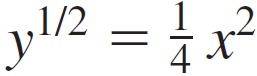 y^{1/2} = \frac{1}{4} x^2